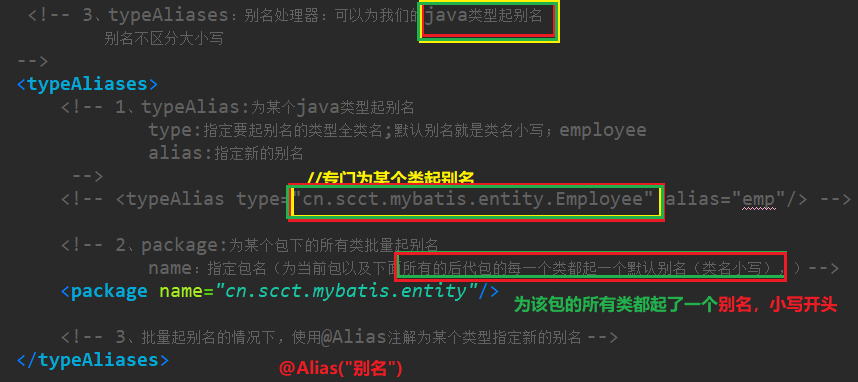 <!-- 3、typeAliases：别名处理器：可以为我们的java类型起别名
别名不区分大小写
-->
<typeAliases>
<!-- 1、typeAlias:为某个java类型起别名
type:指定要起别名的类型全类名;默认别名就是类名小写；employee
alias:指定新的别名
-->
//专门为某个类起别名
<!-- <typeAlias type="cn.scct.mybatis.entity.Employee" alias="emp"/> -->
<!-- 2、package:为某个包下的所有类批量起别名
name：指定包名（为当前包以及下面所有的后代包的每一个类都起一个默认别名（类名小写），）-->
<package name="cn.scct.mybatis.entity"/>
为该包的所有类都起了一个别名，小写开头
<!-- 3、批量起别名的情况下，使用@Alias注解为某个类型指定新的别名 -->
</typeAliases>
@Alias("别名")